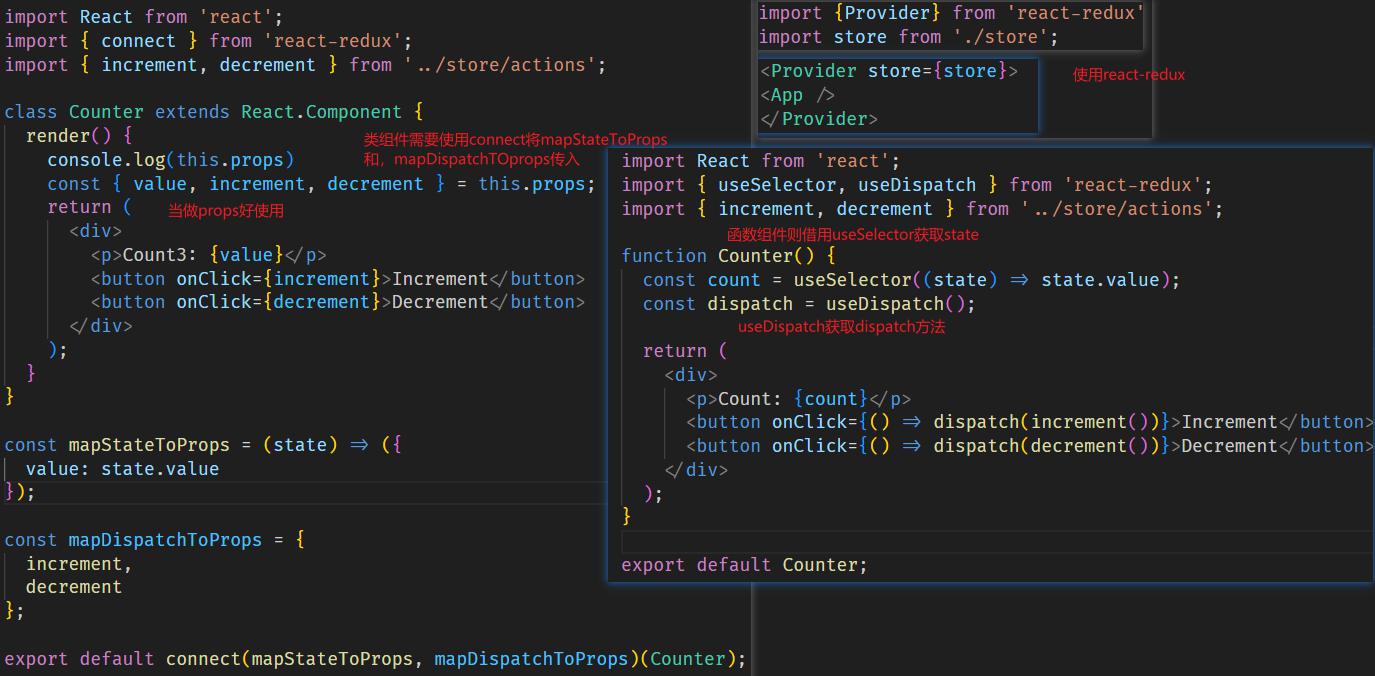 import React from 'react';
import { connect } from 'react-redux';
import { increment, decrement } from '../store/actions';
class Counter extends React.Component {
render() {
console.log(this.props)
类组件需要使用connect将mapStateToProps
和，mapDispatchTOprops传入
const { value, increment, decrement } = this.props;
return (
当做props好使用
<div>
<p>Count3: {value}</p>
<button onClick={increment}>Increment</button>
<button onClick={decrement}>Decrement</button>
</div>
);
}
}
const mapStateToProps = (state) => ({
value: state.value
});
const mapDispatchToProps = {
increment,
decrement
};
export default connect(mapStateToProps, mapDispatchToProps)(Counter);
import {Provider} from 'react-redux'
import store from './store';
<Provider store={store}>
<App />
</Provider>
使用react-redux
import React from 'react';
import { useSelector, useDispatch } from 'react-redux';
import { increment, decrement } from '../store/actions';
函数组件则借用useSelector获取state
function Counter() {
const count = useSelector((state) => state.value);
const dispatch = useDispatch();
useDispatch获取dispatch方法
return (
<div>
<p>Count: {count}</p>
<button onClick={() => dispatch(increment())}>Increment</button>
<button onClick={() => dispatch(decrement())}>Decrement</button>
</div>
);
}
export default Counter;